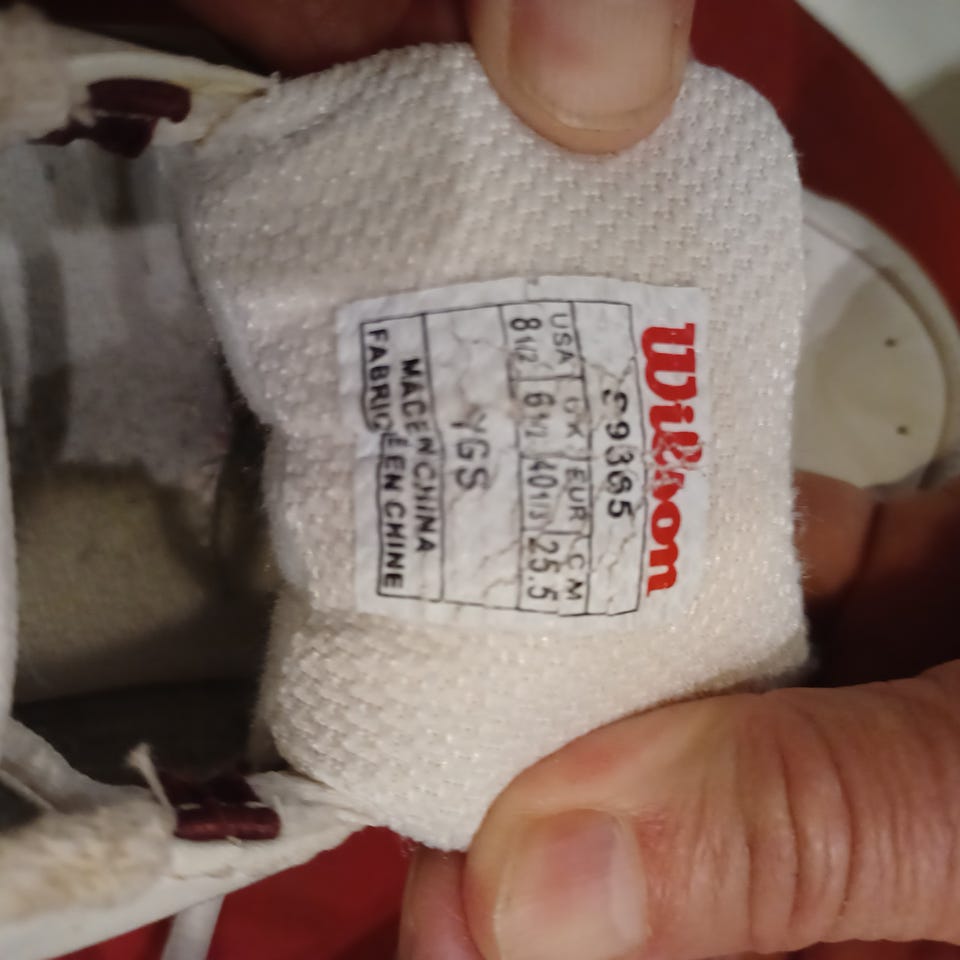 Wilson
S9365
USA UK EUR CM
8 1/2 6 1/2 40 1/3 25.5
YGS
MADE IN CHINA
FABRIQUÉ EN CHINE